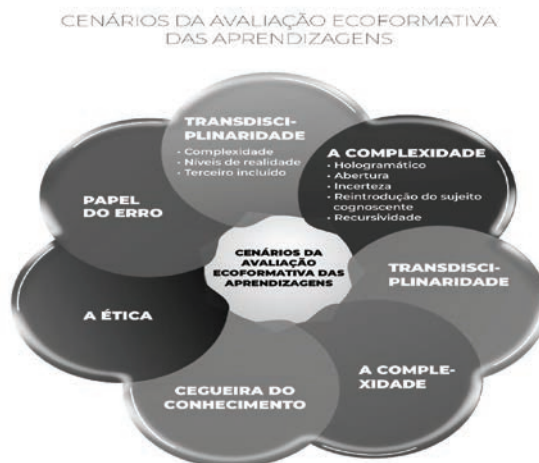 CENÁRIOS DA AVALIAÇÃO ECOFORMATIVA
DAS APRENDIZAGENS
TRANSDISCI-
PLINARIDADE
• Complexidade
• Níveis de realidade
• Terceiro incluído
A COMPLEXIDADE
• Hologramático
• Abertura
• Incerteza
• Reintrodução do sujeito
cognoscente
• Recursividade
PAPEL
DO ERRO
CENÁRIOS DA
AVALIAÇÃO
ECOFORMATIVA DAS
APRENDIZAGENS
TRANSDISCI-
PLINARIDADE
A ÉTICA
A COMPLE-
XIDADE
CEGUEIRA DO
CONHECIMENTO